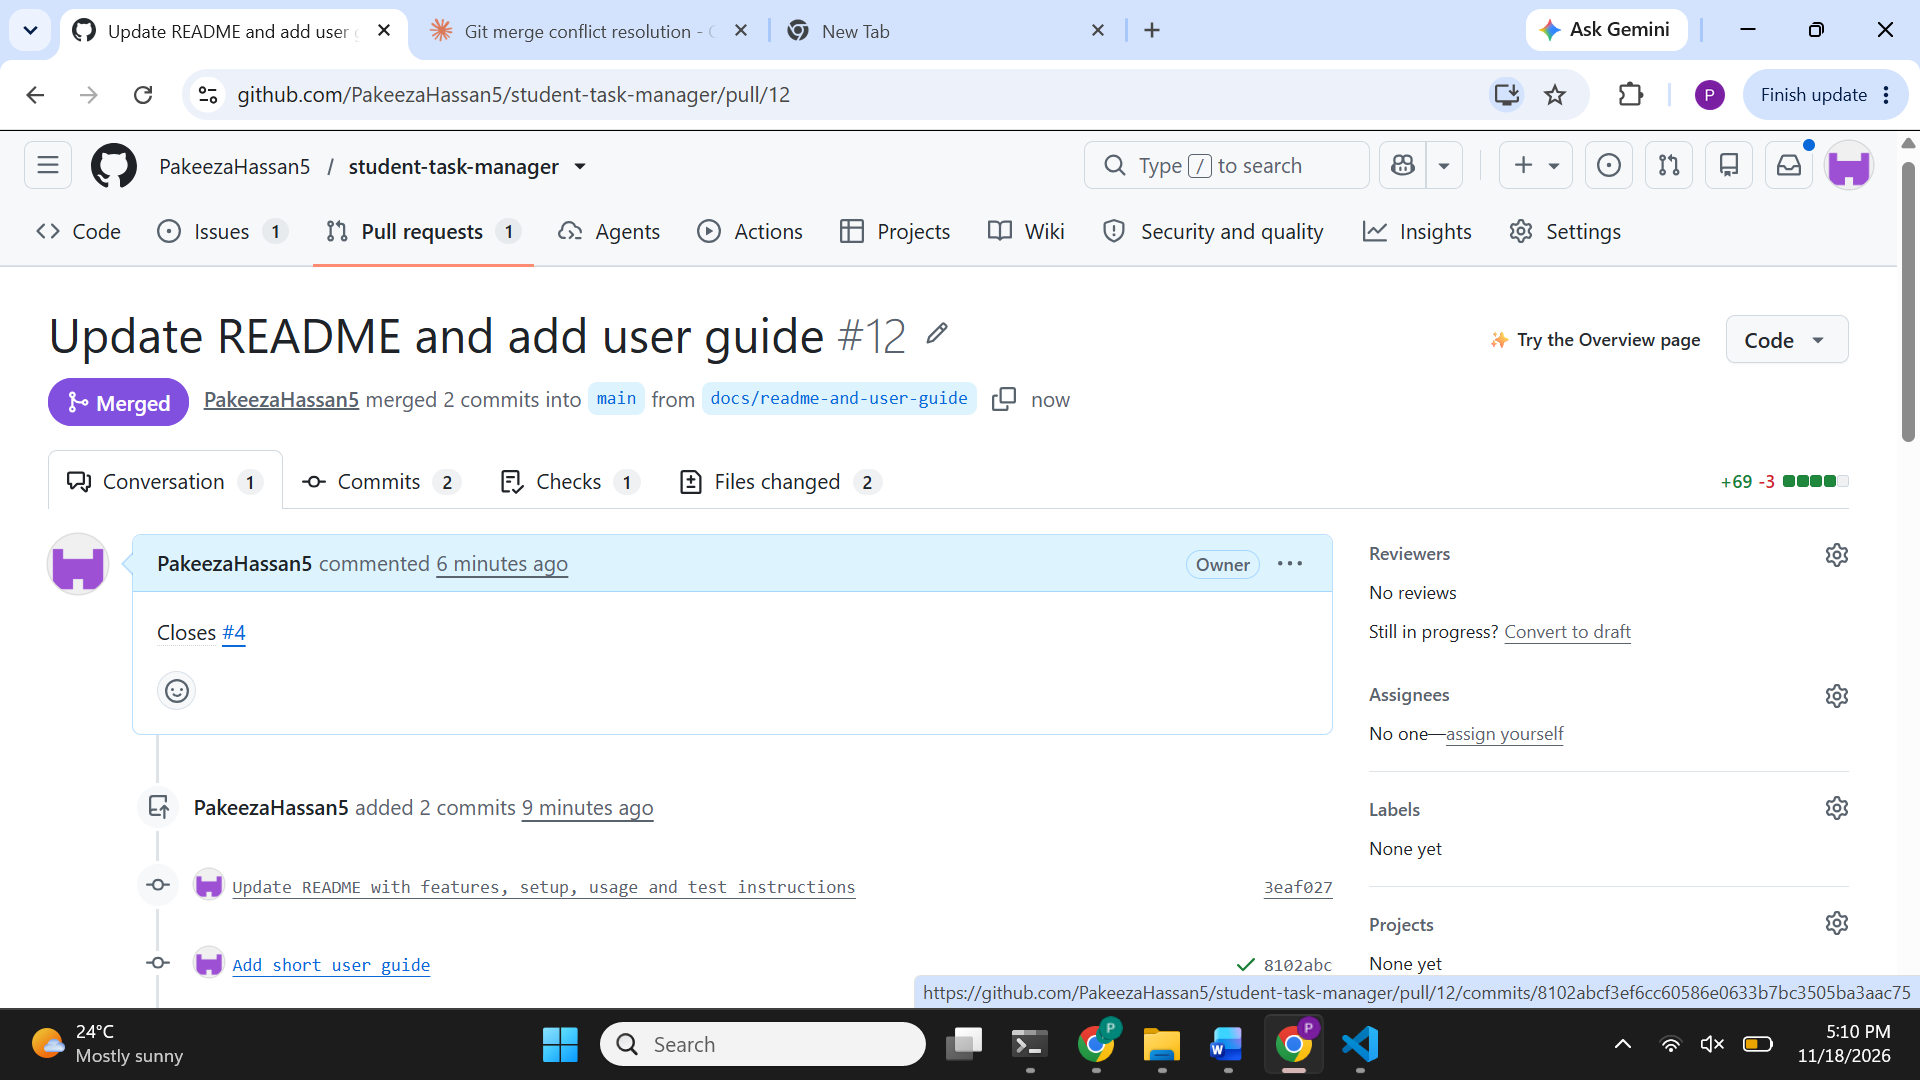 Update README and add user g
Git merge conflict resolution - C
New Tab
Ask Gemini
github.com/PakeezaHassan5/student-task-manager/pull/12
P
Finish update
PakeezaHassan5 / student-task-manager
Type / to search
Code
Issues 1
Pull requests 1
Agents
Actions
Projects
Wiki
Security and quality
Insights
Settings
Update README and add user guide #12
Try the Overview page
Code
Merged
PakeezaHassan5 merged 2 commits into main from docs/readme-and-user-guide now
Conversation 1
Commits 2
Checks 1
Files changed 2
+69 -3
PakeezaHassan5 commented 6 minutes ago
Owner
Closes #4
Reviewers
No reviews
Still in progress? Convert to draft
Assignees
No one—assign yourself
Labels
None yet
Projects
None yet
PakeezaHassan5 added 2 commits 9 minutes ago
Update README with features, setup, usage and test instructions
3eaf027
Add short user guide
8102abc
https://github.com/PakeezaHassan5/student-task-manager/pull/12/commits/8102abcf3ef6cc60586e0633b7bc3505ba3aac75
24°C
Mostly sunny
Search
P
W
P
5:10 PM
11/18/2026